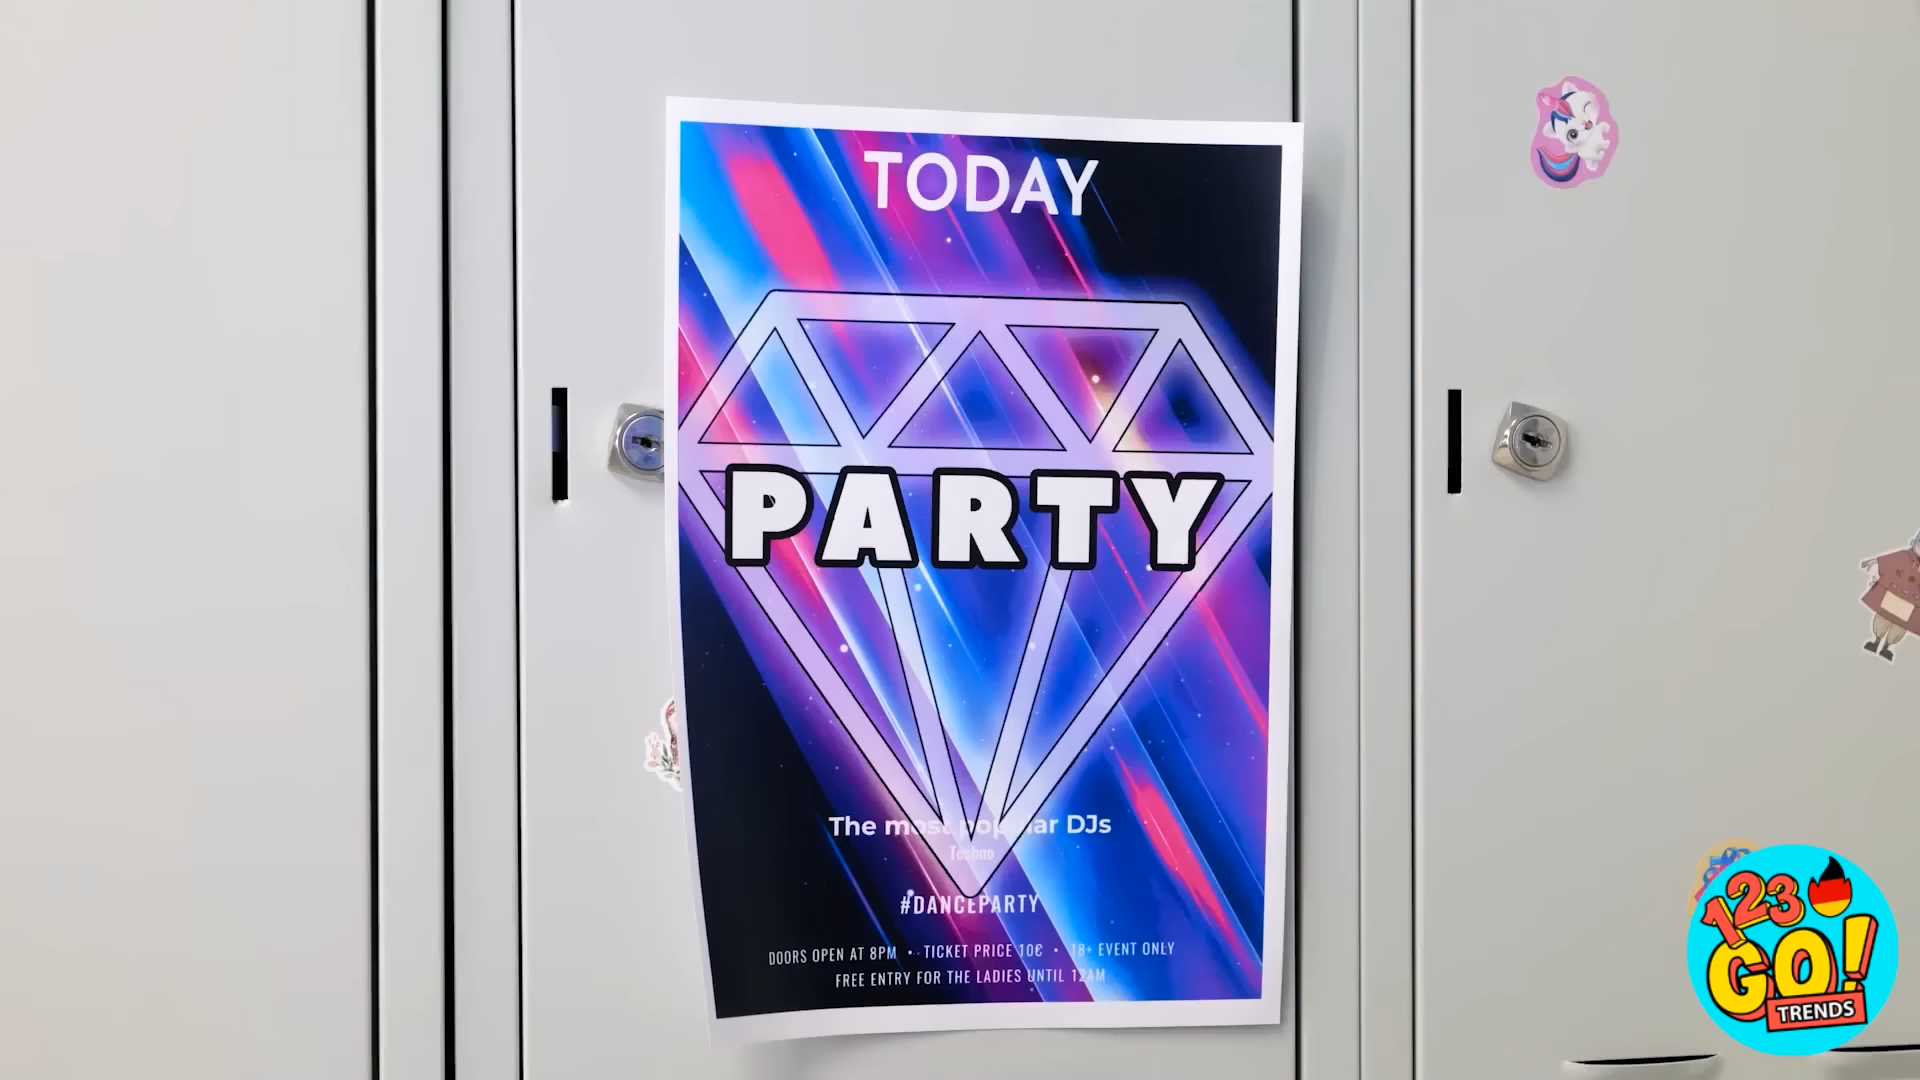 TODAY
PARTY
The most popular DJs
Techno
#DANCEPARTY
DOORS OPEN AT 8PM • TICKET PRICE 10€ • 18+ EVENT ONLY
FREE ENTRY FOR THE LADIES UNTIL 12AM
123
GO!
TRENDS